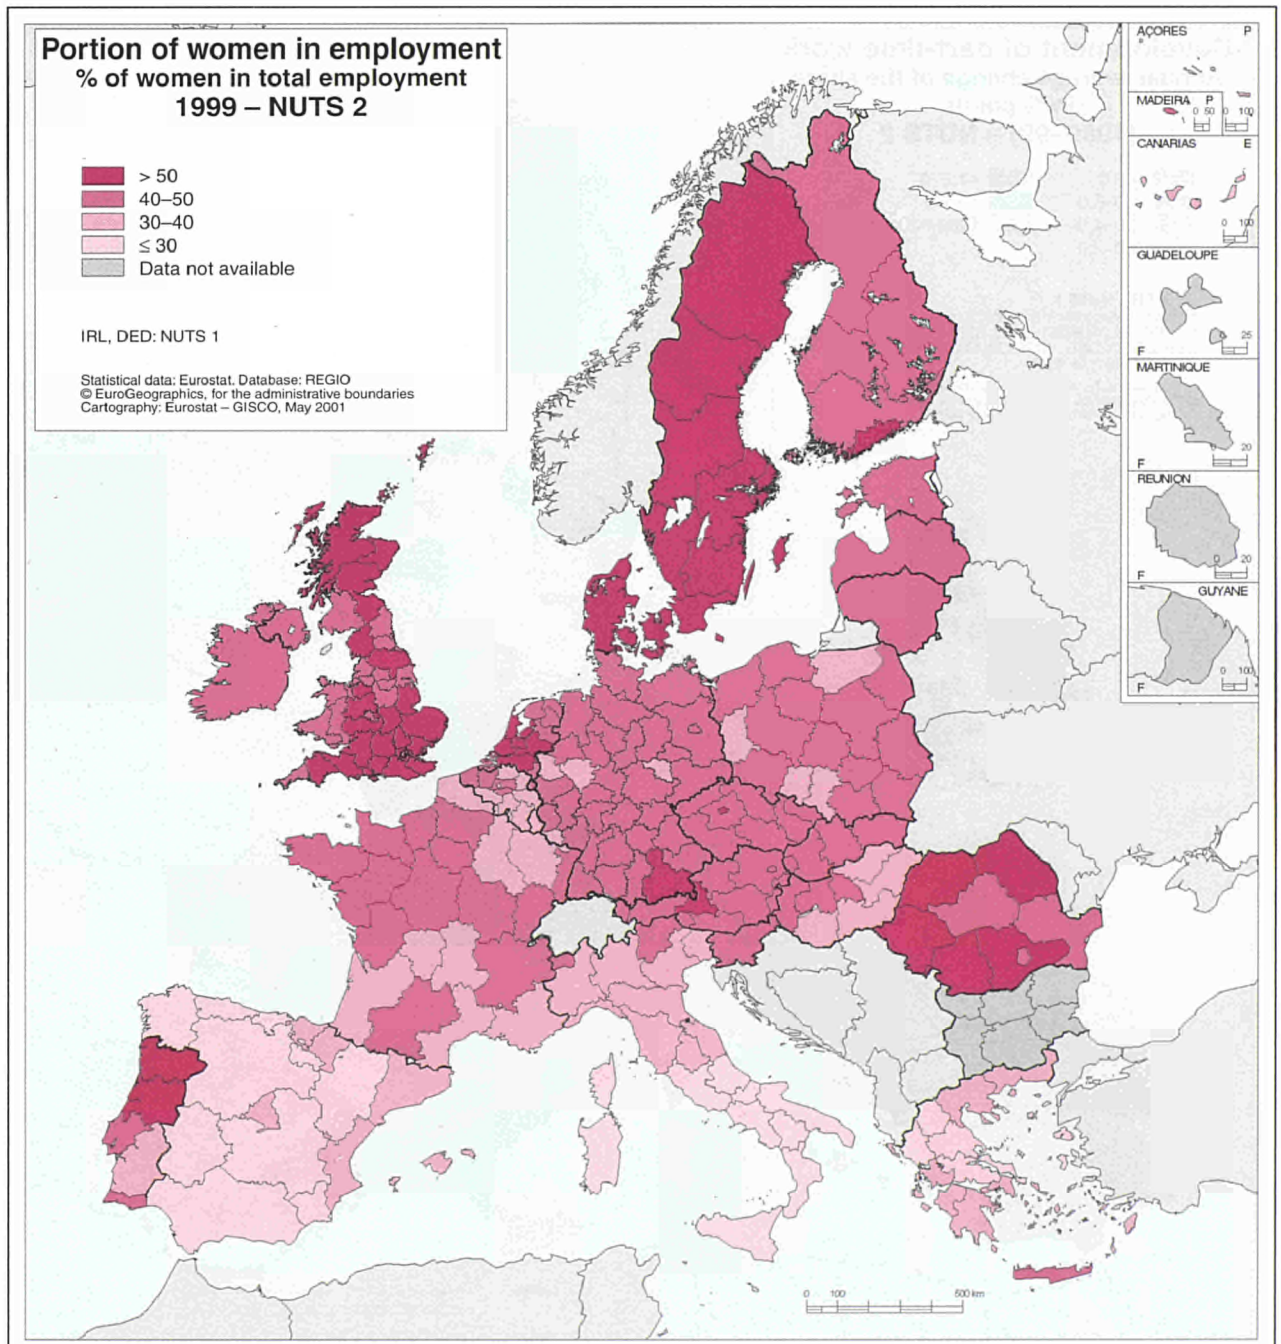 Portion of women in employment
% of women in total employment
1999 – NUTS 2
> 50
40–50
30–40
≤ 30
Data not available
IRL, DED: NUTS 1
Statistical data: Eurostat. Database: REGIO
© EuroGeographics, for the administrative boundaries
Cartography: Eurostat – GISCO, May 2001
AÇORES P
MADEIRA P
0 50 0 100
CANARIAS E
0 100
GUADELOUPE
0 25
F
MARTINIQUE
0 20
F
REUNION
0 20
F
GUYANE
0 100
F
0 100 500 km